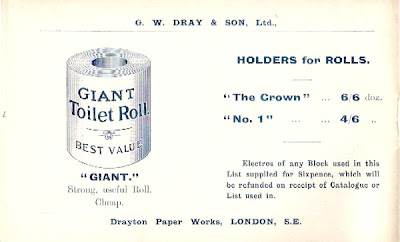 G. W. DRAY & SON, Ltd.,
GIANT
Toilet Roll.
BEST VALUE
"GIANT."
Strong, useful Roll.
Cheap.
HOLDERS for ROLLS.
"The Crown" ... 6/6 doz.
"No. 1" ... 4/6 ,,
Electros of any Block used in this
List supplied for Sixpence, which will
be refunded on receipt of Catalogue or
List used in.
Drayton Paper Works, LONDON, S.E.